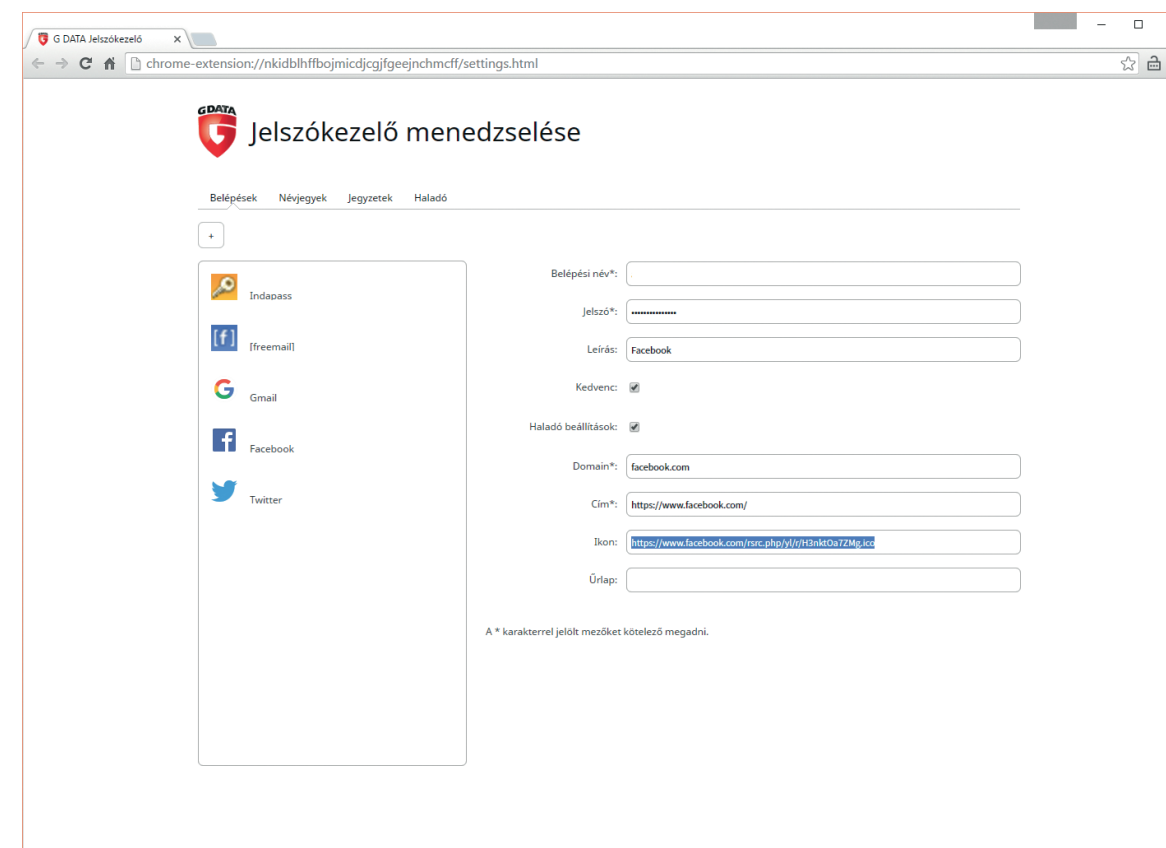 G DATA Jelszókezelő
chrome-extension://nkidblhffbojmicdjcgjfgeejnchmcff/settings.html
GDATA
Jelszókezelő menedzselése
Belépések Névjegyek Jegyzetek Haladó
+
Indapass
[freemail]
Gmail
Facebook
Twitter
Belépési név*:
Jelszó*: •••••••••••••••
Leírás: Facebook
Kedvenc:
Haladó beállítások:
Domain*: facebook.com
Cím*: https://www.facebook.com/
Ikon: https://www.facebook.com/rsrc.php/yl/r/H3nktOa7ZMg.ico
Űrlap:
A * karakterrel jelölt mezőket kötelező megadni.